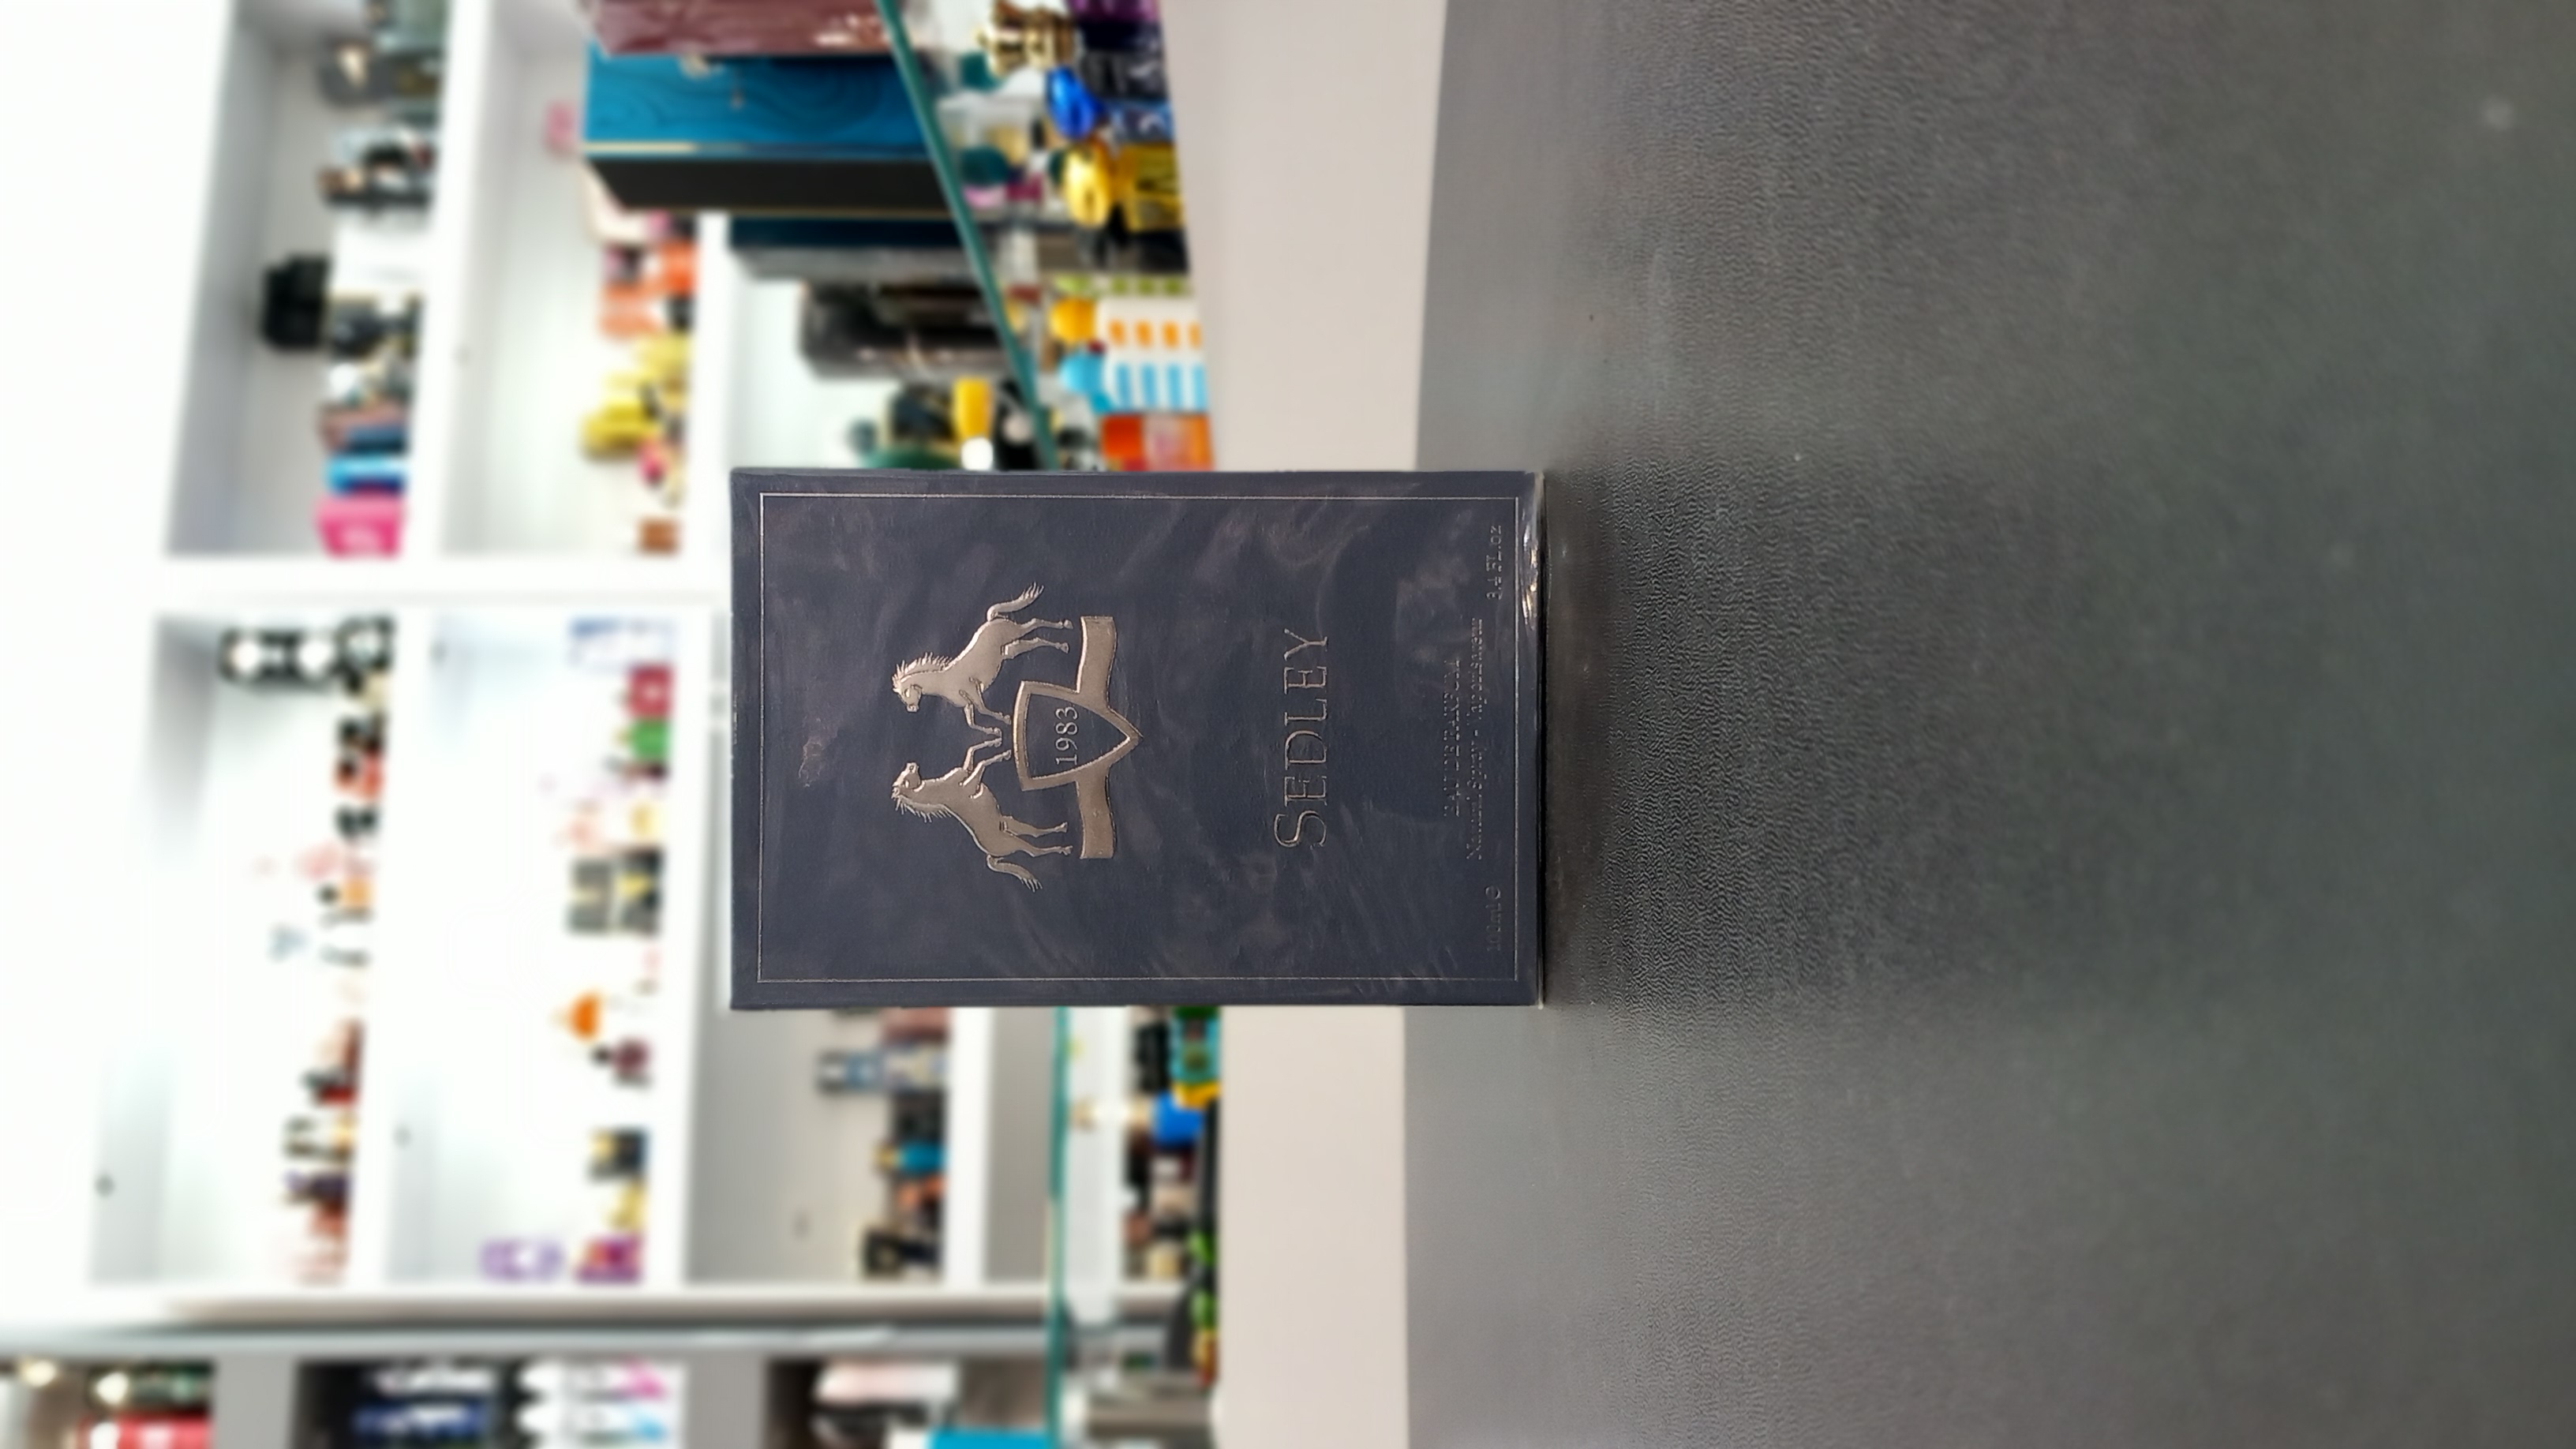 1983
SEDLEY
EAU DE PARFUM
Natural Spray - Vaporisateur
100ml e 3.4 FL.oz